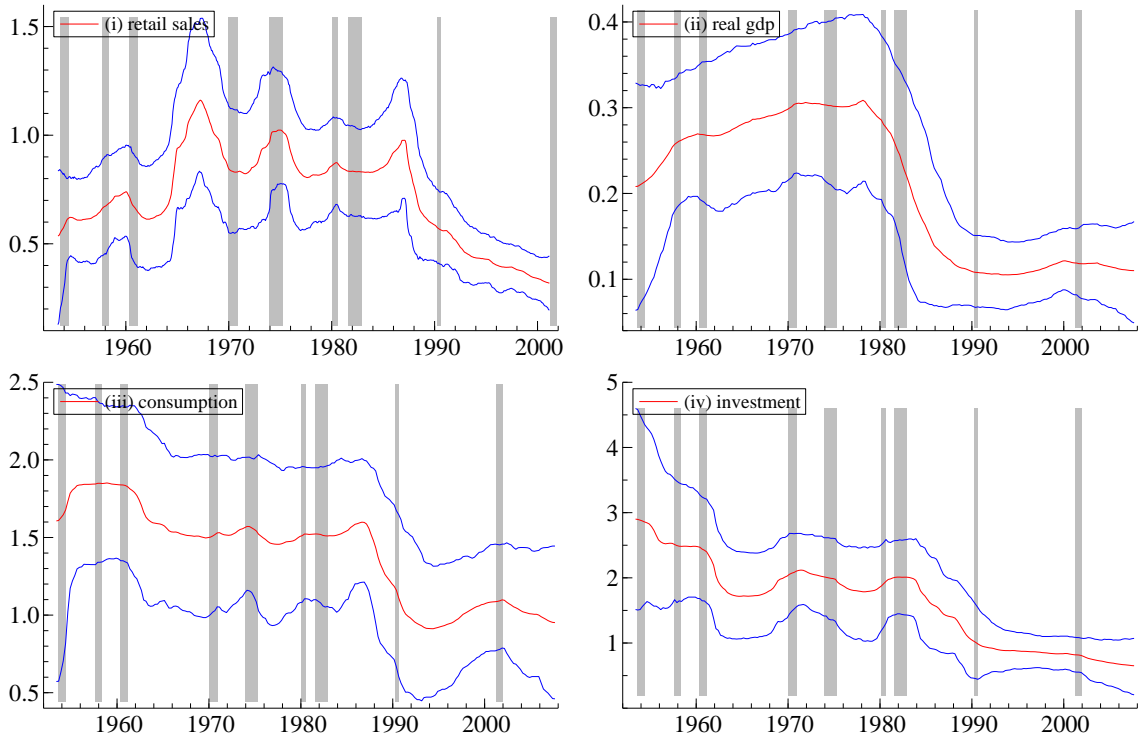 (i) retail sales
1.5
1.0
0.5
1960 1970 1980 1990 2000
(ii) real gdp
0.4
0.3
0.2
0.1
1960 1970 1980 1990 2000
(iii) consumption
2.5
2.0
1.5
1.0
0.5
1960 1970 1980 1990 2000
(iv) investment
5
4
3
2
1
1960 1970 1980 1990 2000